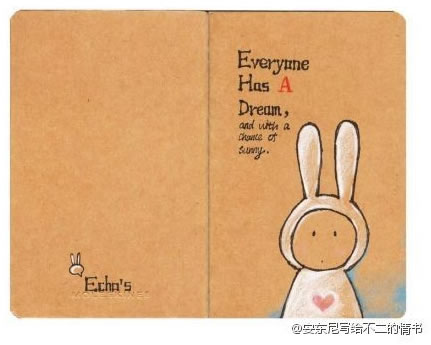 Everyone
Has A
Dream,
and with a
chance of
sunny.
Echo's
@安东尼写给不二的情书